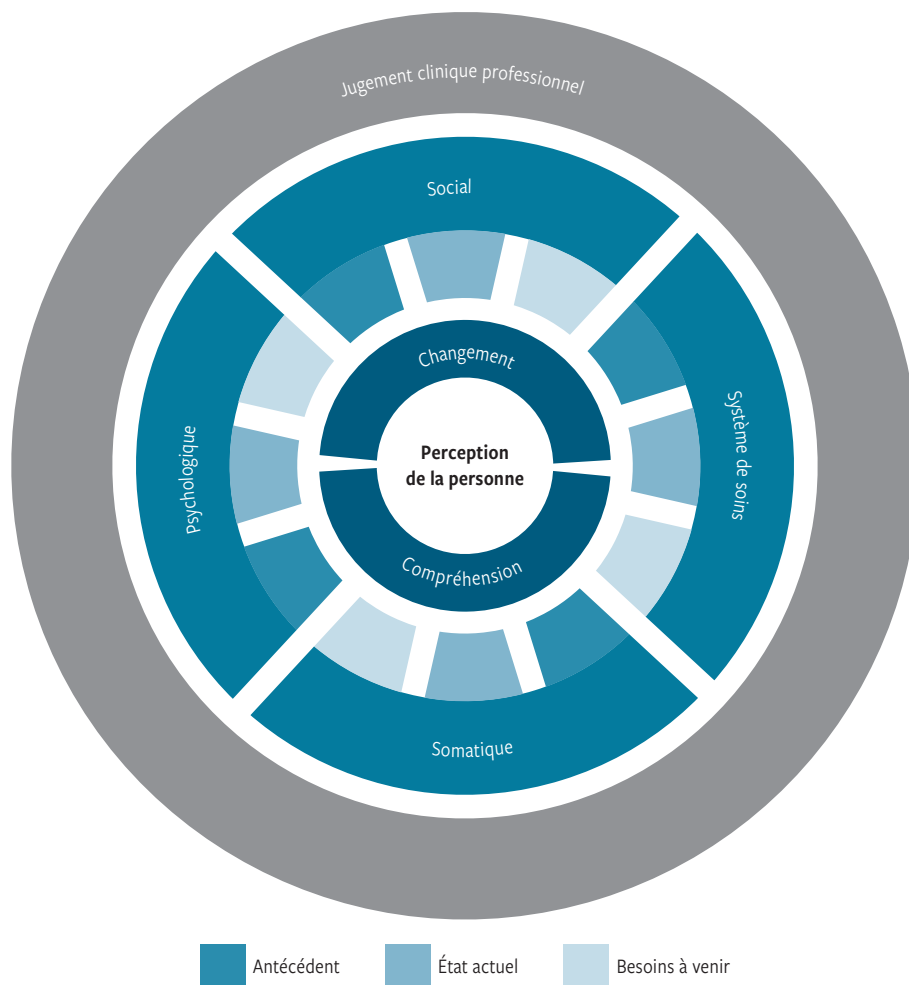 Jugement clinique professionnel
Social
Changement
Psychologique
Perception
de la personne
Système de soins
Compréhension
Somatique
Antécédent
État actuel
Besoins à venir